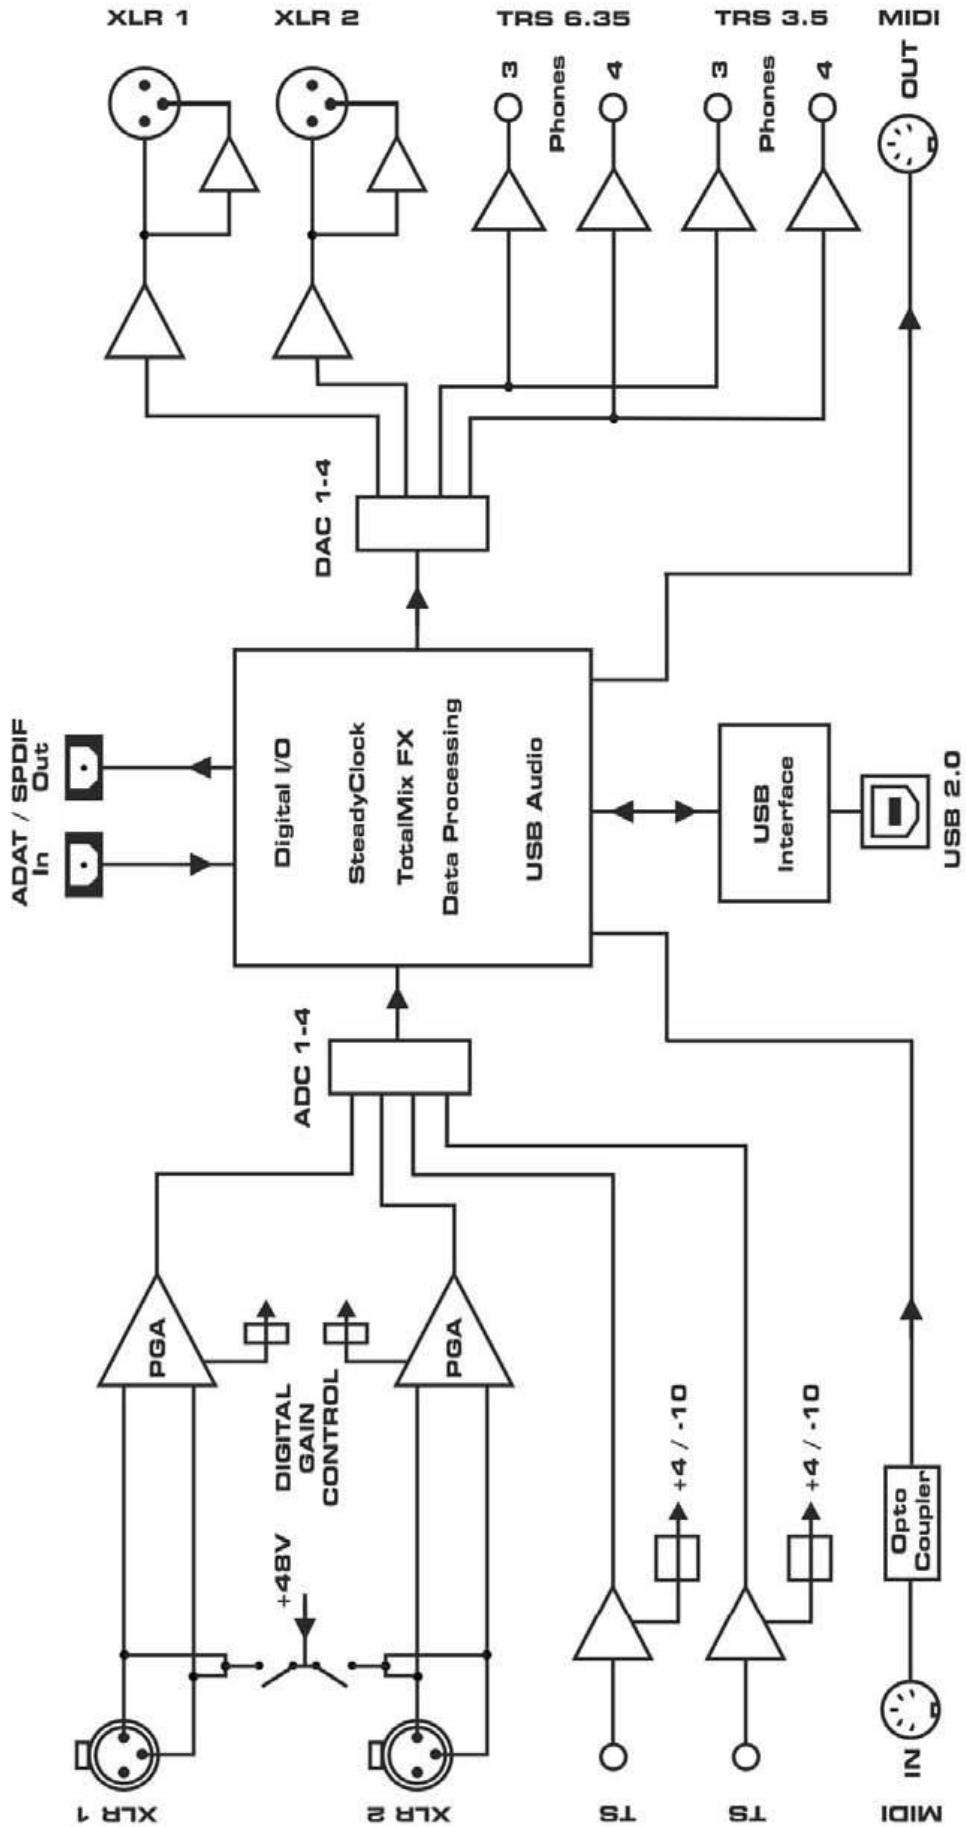 XLR 1
XLR 2
TRS 6.35
TRS 3.5
MIDI
3
Phones
4
3
Phones
4
OUT
DAC 1-4
ADAT / SPDIF
In
Out
Digital I/O
SteadyClock
TotalMix FX
Data Processing
USB Audio
USB
Interface
USB 2.0
ADC 1-4
PGA
PGA
DIGITAL
GAIN
CONTROL
+48V
+4 / -10
+4 / -10
Opto
Coupler
IN
XLR 1
XLR 2
TS
TS
MIDI